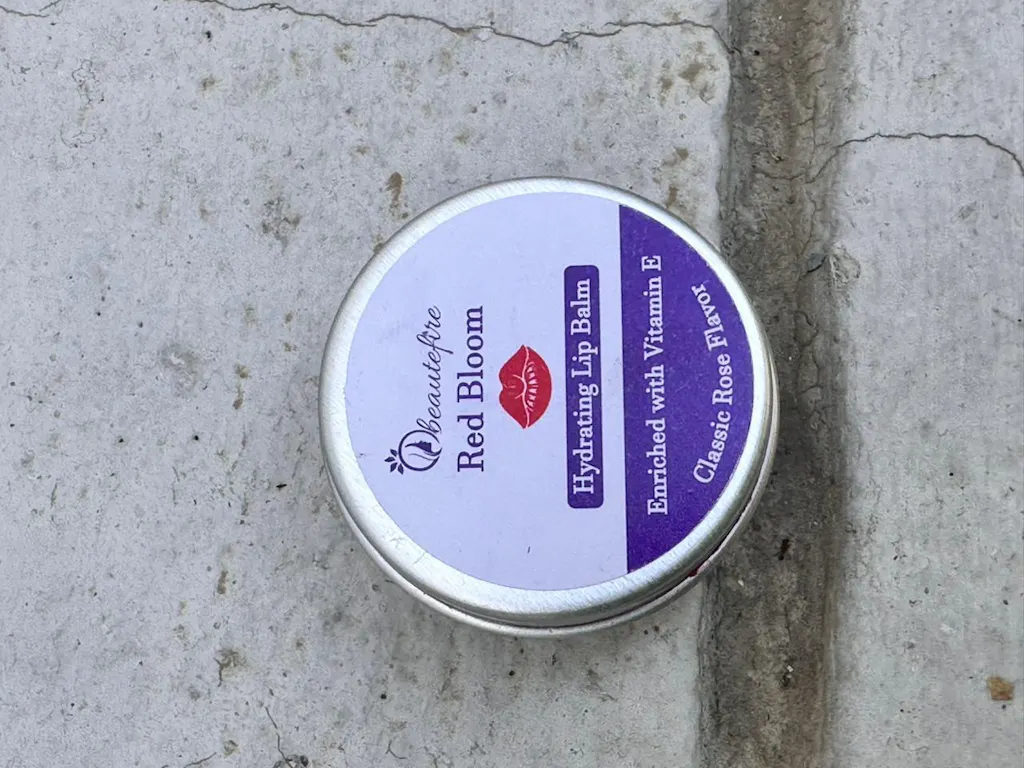 beautefire
Red Bloom
Hydrating Lip Balm
Enriched with Vitamin E
Classic Rose Flavor